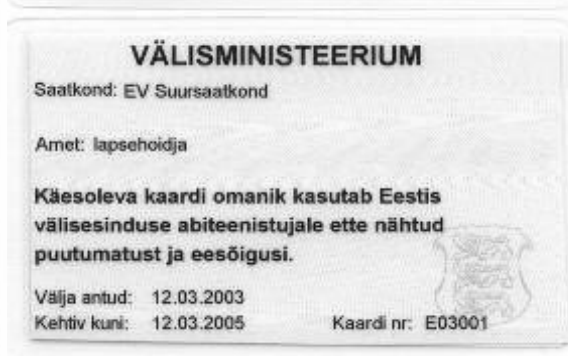 VÄLISMINISTEERIUM
Saatkond: EV Suursaatkond
Amet: lapsehoidja
Käesoleva kaardi omanik kasutab Eestis
välisesinduse abiteenistujale ette nähtud
puutumatust ja eesõigusi.
Välja antud: 12.03.2003
Kehtiv kuni: 12.03.2005 Kaardi nr: E03001